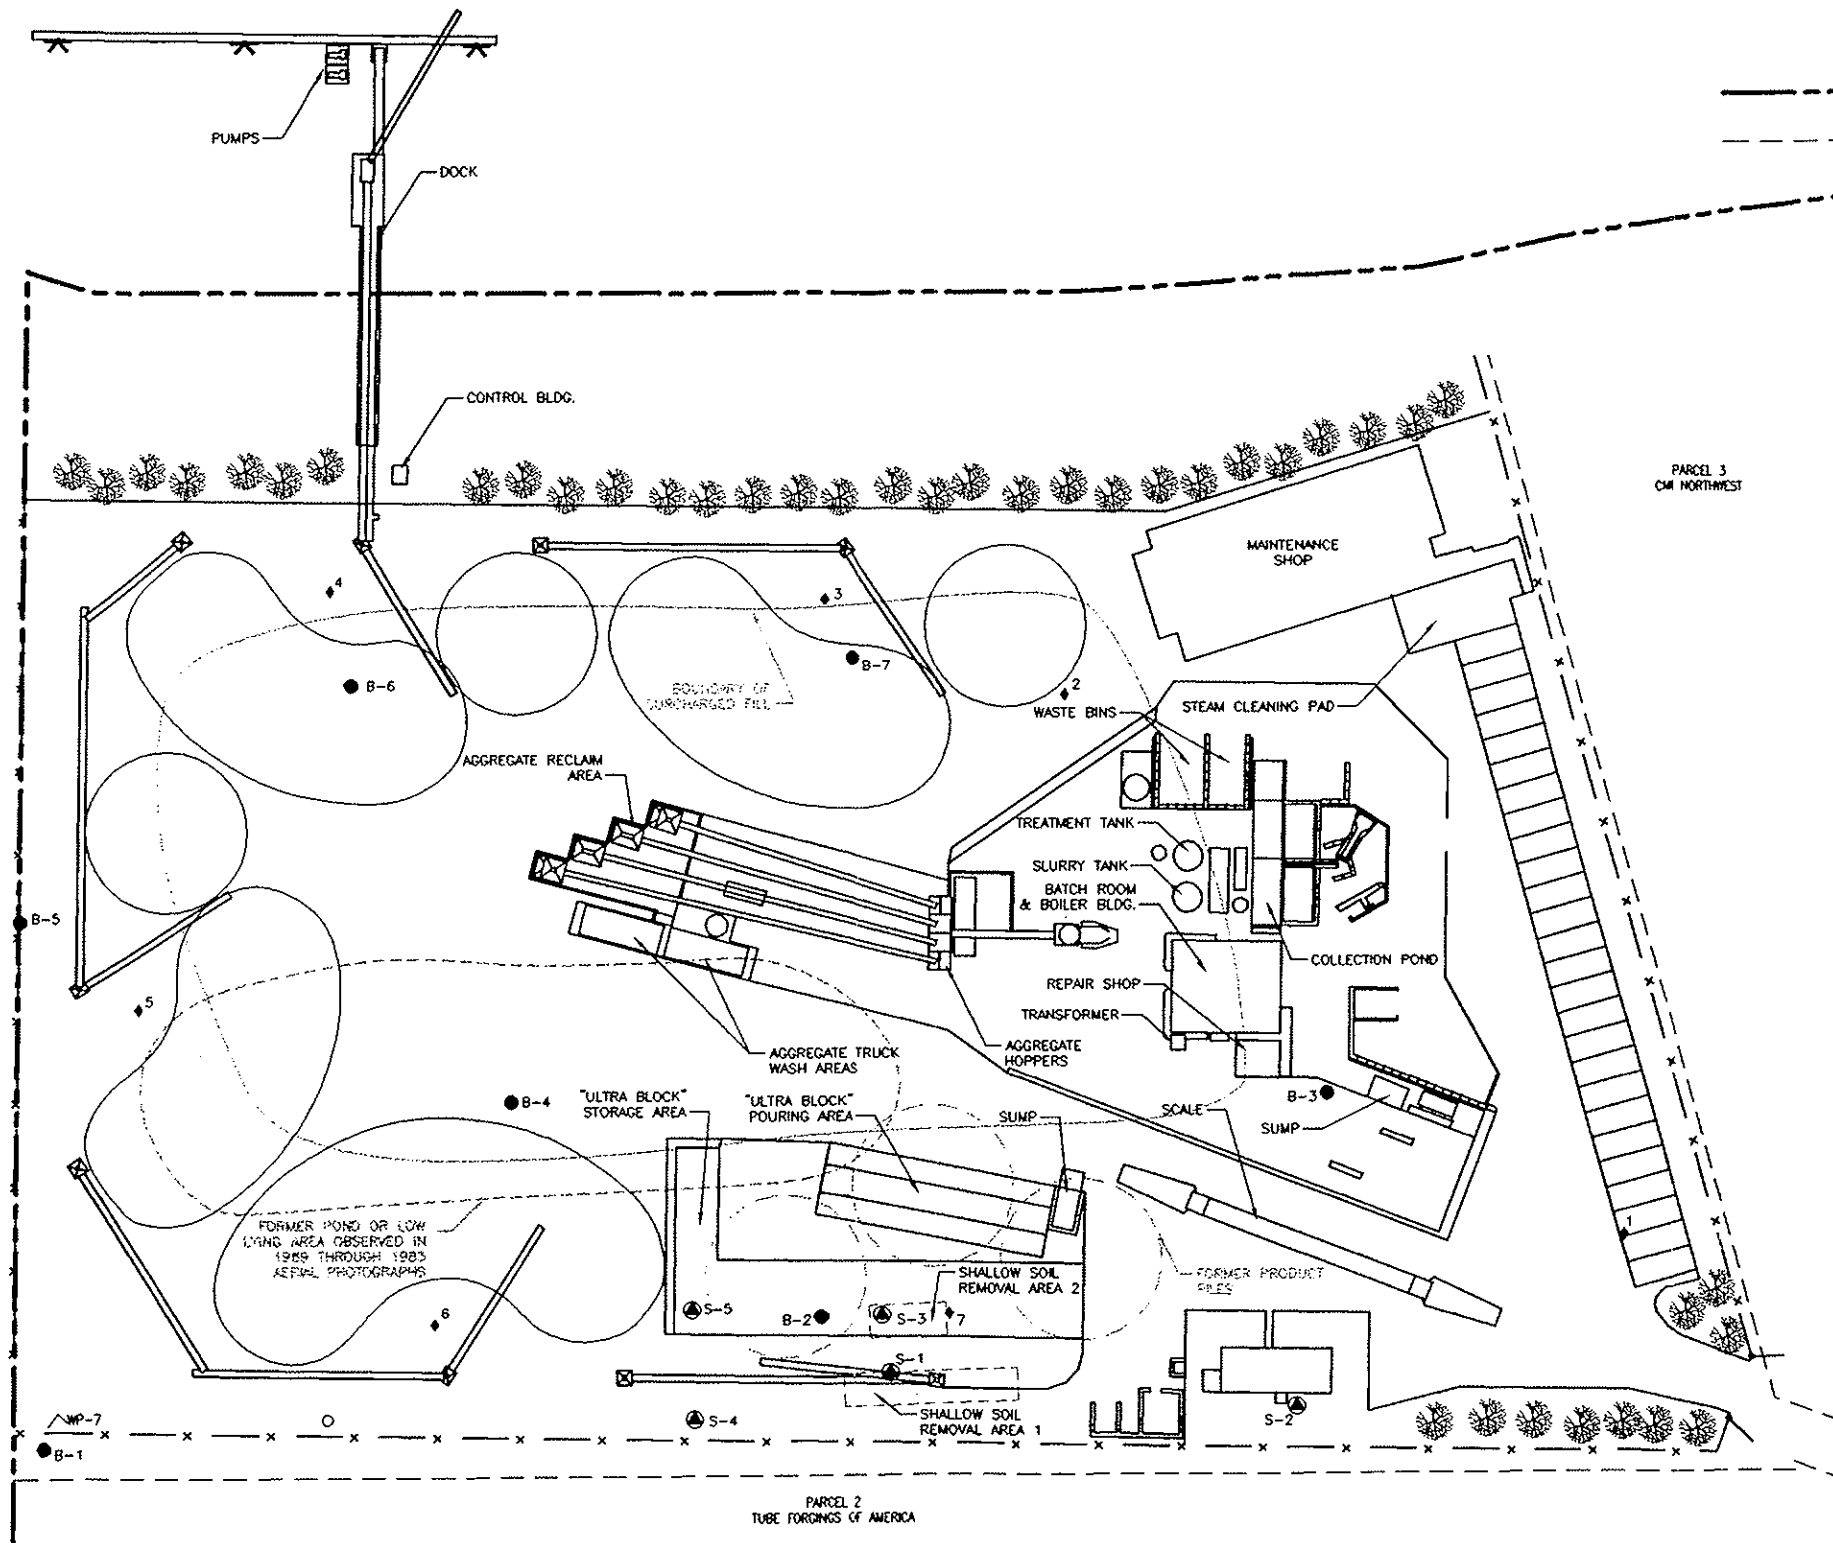 PUMPS
DOCK
CONTROL BLDG.
PARCEL 3
CMI NORTHWEST
MAINTENANCE
SHOP
4
3
B-7
B-6
2
BOUNDARY OF
SURCHARGED FILL
WASTE BINS
STEAM CLEANING PAD
AGGREGATE RECLAIM
AREA
TREATMENT TANK
SLURRY TANK
BATCH ROOM
& BOILER BLDG.
B-5
COLLECTION POND
REPAIR SHOP
5
TRANSFORMER
AGGREGATE
HOPPERS
AGGREGATE TRUCK
WASH AREAS
B-4
"ULTRA BLOCK"
STORAGE AREA
"ULTRA BLOCK"
POURING AREA
SUMP
SCALE
B-3
SUMP
FORMER POND OR LOW
LYING AREA OBSERVED IN
1969 THROUGH 1983
AERIAL PHOTOGRAPHS
1
SHALLOW SOIL
REMOVAL AREA 2
FORMER PRODUCT
PILES
S-5
B-2
S-3
7
6
S-1
SHALLOW SOIL
REMOVAL AREA 1
WP-7
S-4
S-2
B-1
PARCEL 2
TUBE FORGINGS OF AMERICA